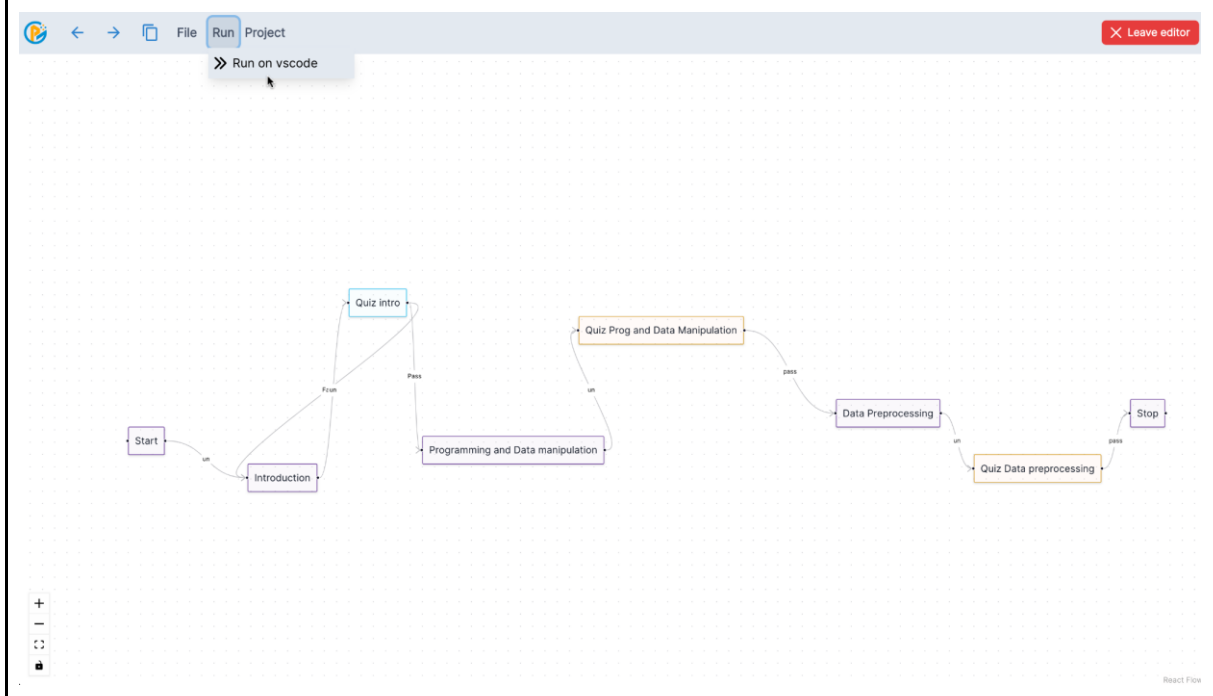 File Run Project
Leave editor
Run on vscode
Quiz intro
Quiz Prog and Data Manipulation
pass
Pass
un
Data Preprocessing
Stop
Start
un
Programming and Data manipulation
un
pass
un
Introduction
Quiz Data preprocessing
React Flow